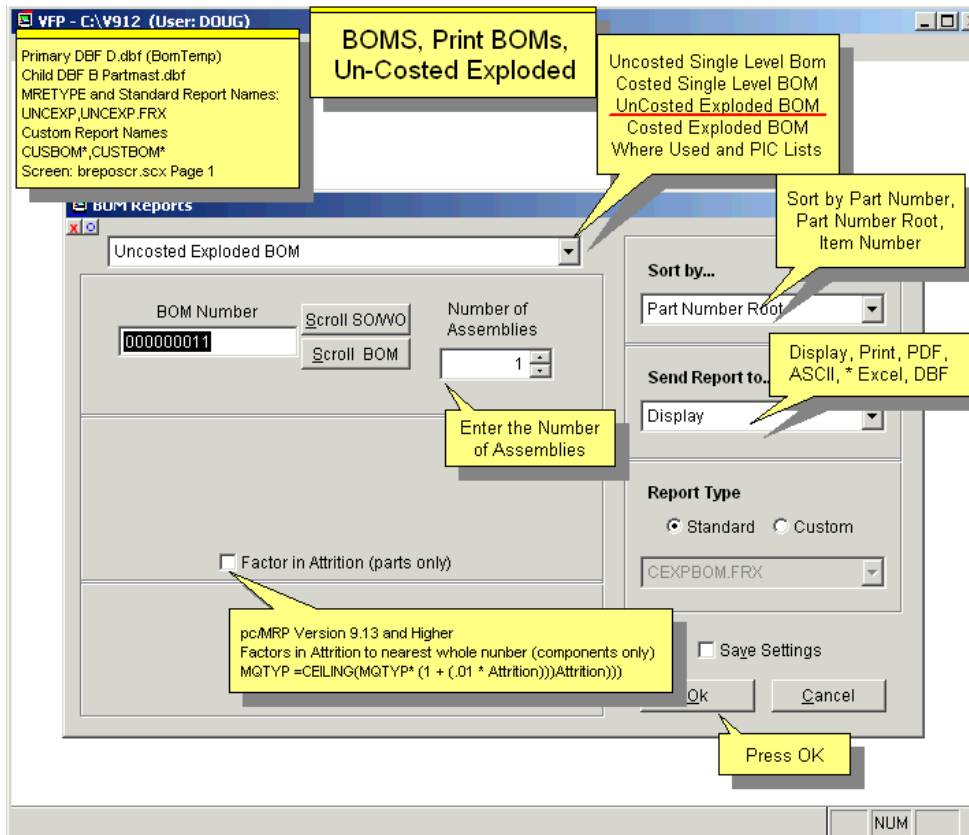 VFP - C:\V912 (User: DOUG)
Primary DBF D.dbf (BomTemp)
Child DBF B Partmast.dbf
MRETYPE and Standard Report Names:
UNCEXP,UNCEXP.FRX
Custom Report Names
CUSBOM*,CUSTBOM*
Screen: breposcr.scx Page 1
BOMS, Print BOMs,
Un-Costed Exploded
Uncosted Single Level Bom
Costed Single Level BOM
UnCosted Exploded BOM
Costed Exploded BOM
Where Used and PIC Lists
BOM Reports
Uncosted Exploded BOM
Sort by Part Number,
Part Number Root,
Item Number
Sort by...
Part Number Root
BOM Number
000000011
Scroll SO/WO
Scroll BOM
Number of
Assemblies
1
Enter the Number
of Assemblies
Display, Print, PDF,
ASCII, * Excel, DBF
Send Report to..
Display
Report Type
Standard
Custom
CEXPBOM.FRX
Factor in Attrition (parts only)
pc/MRP Version 9.13 and Higher
Factors in Attrition to nearest whole nunber (components only)
MQTYP =CEILING(MQTYP* (1 + (.01 * Attrition)))Attrition)))
Save Settings
Ok
Cancel
Press OK
NUM